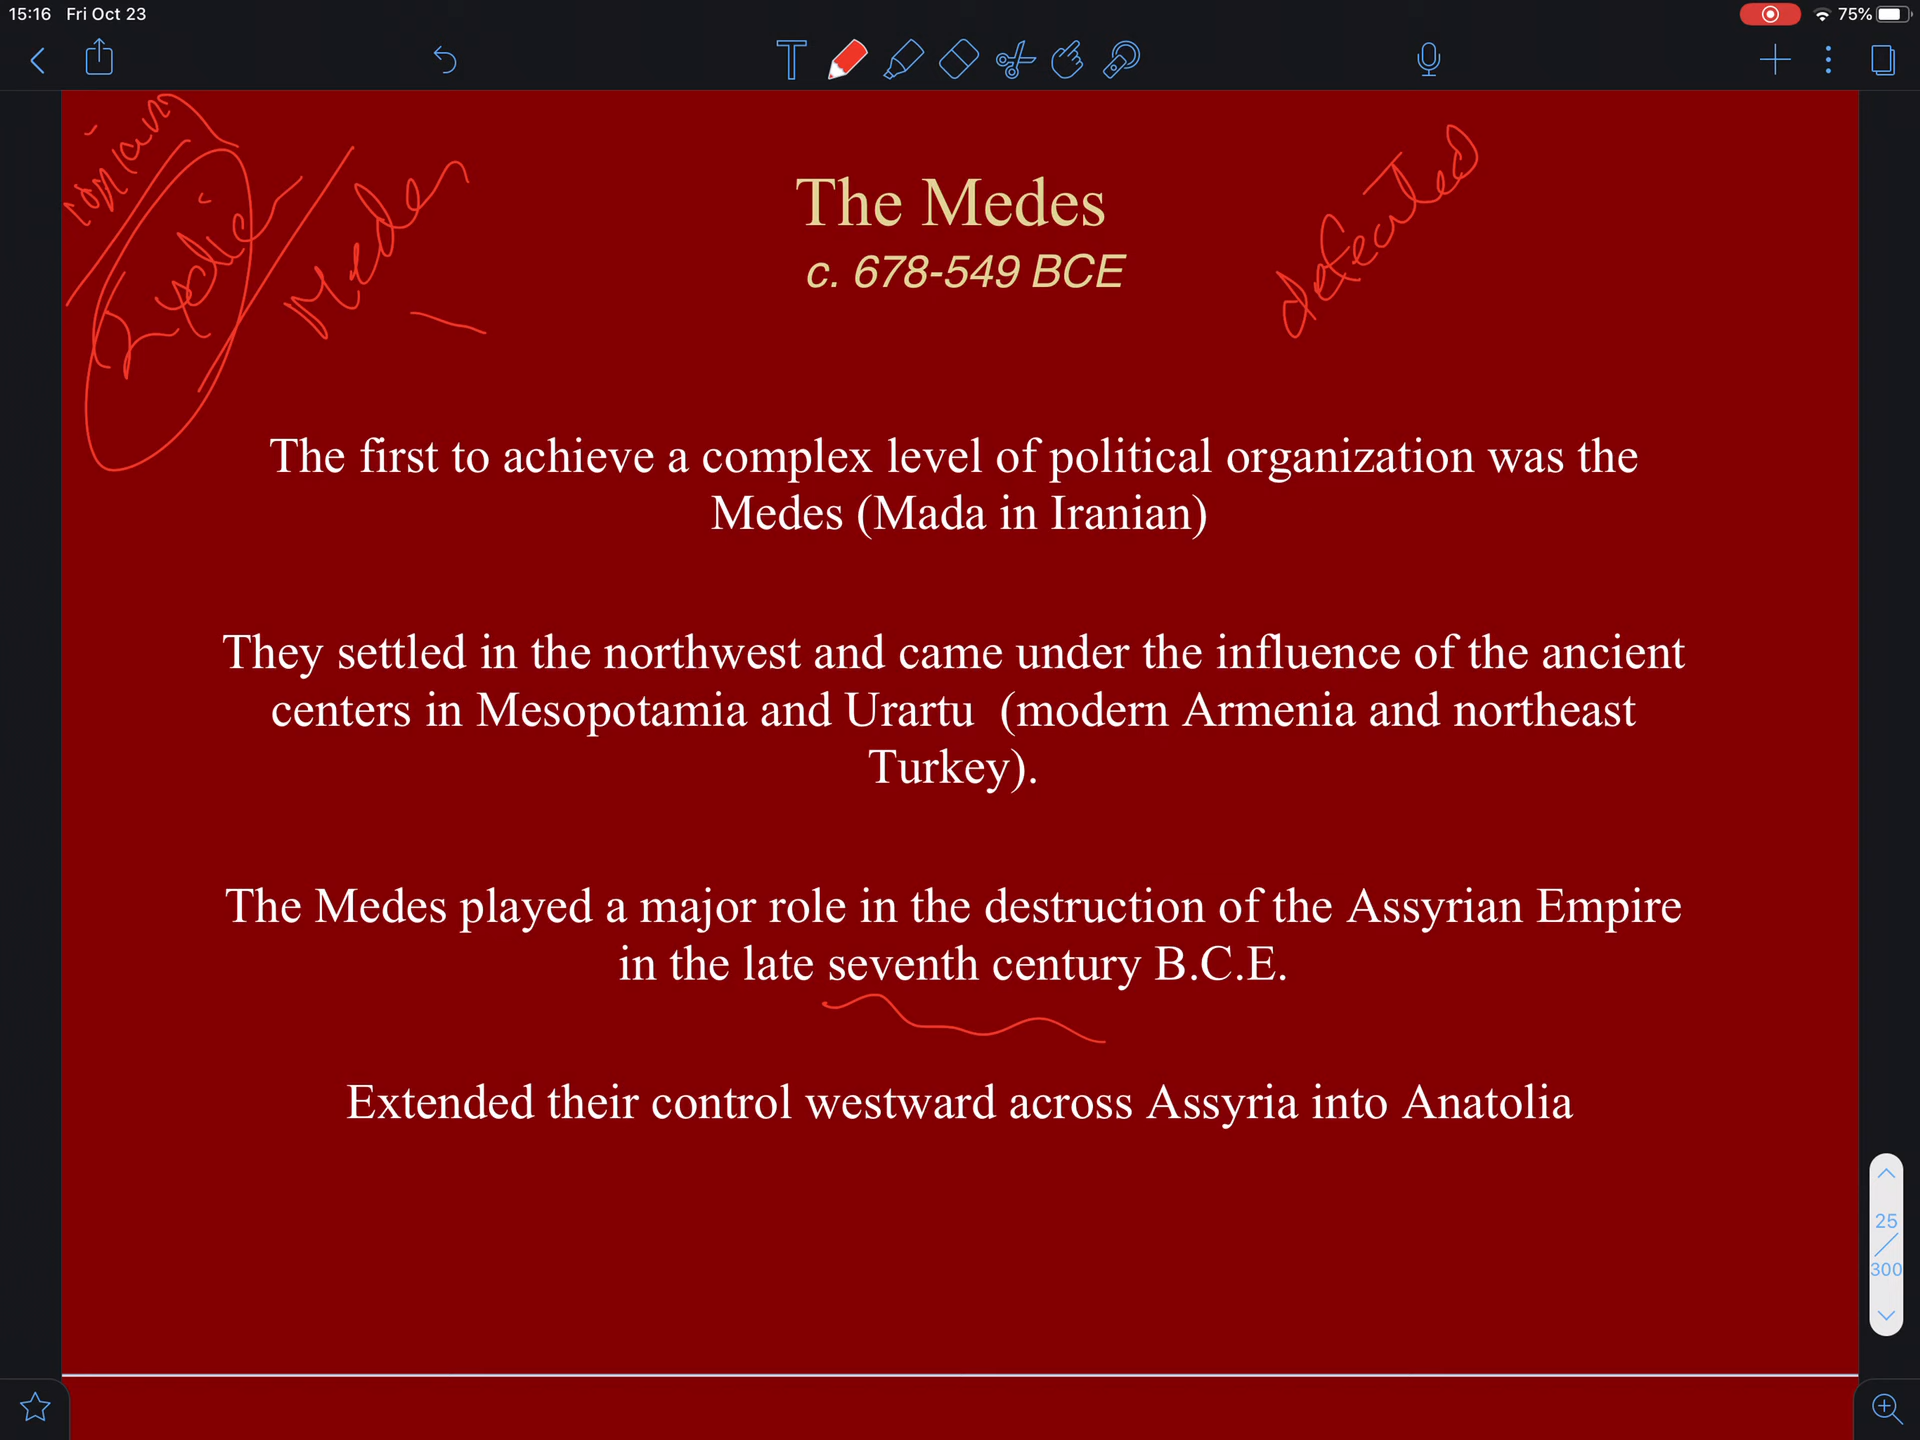 15:16 Fri Oct 23
75%
Ionians
Lydia
Medes
defeated
The Medes
c. 678-549 BCE
The first to achieve a complex level of political organization was the
Medes (Mada in Iranian)
They settled in the northwest and came under the influence of the ancient
centers in Mesopotamia and Urartu (modern Armenia and northeast
Turkey).
The Medes played a major role in the destruction of the Assyrian Empire
in the late seventh century B.C.E.
Extended their control westward across Assyria into Anatolia
25
/
300